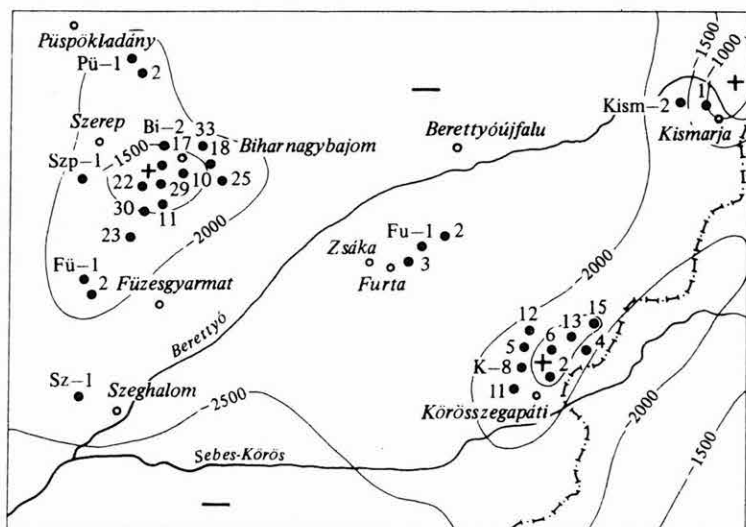 Püspökladány
Pü–1
2
–1500
–1000
+
Kism–2
1
Kismarja
Szerep
Bi–2
33
17
18
Biharnagybajom
Berettyóújfalu
–1500
+
Szp–1
22
29
10
25
30
11
23
–2000
Fü–1
2
Füzesgyarmat
Zsáka
Fu–1
2
3
Furta
–2000
12
15
13
5
6
4
K–8
+
2
11
Körösszegapáti
Berettyó
Sz–1
Szeghalom
–2500
Sebes-Körös
–2000
–1500